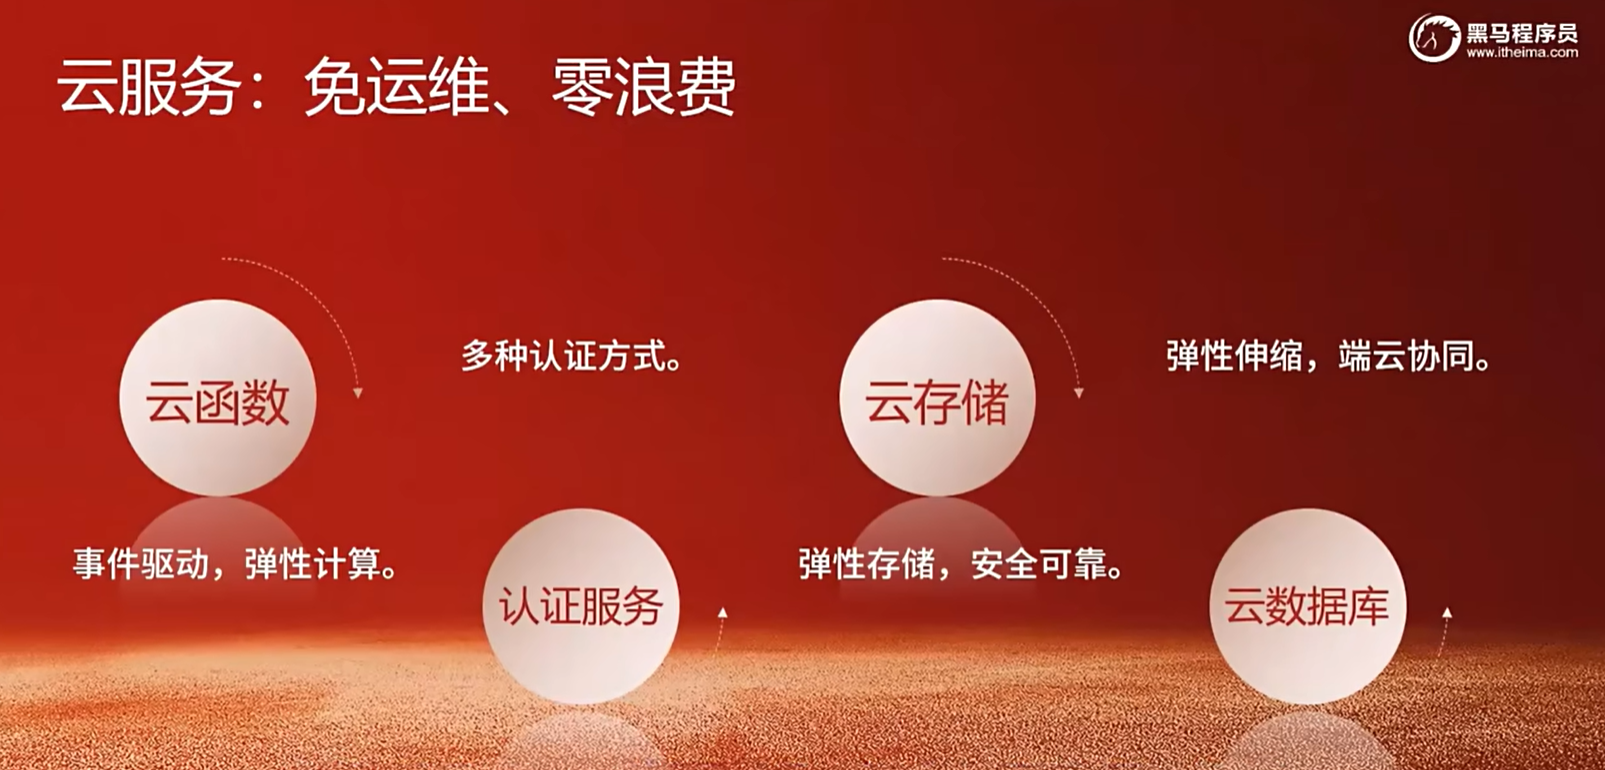 黑马程序员
www.itheima.com
云服务：免运维、零浪费
云函数
事件驱动，弹性计算。
多种认证方式。
认证服务
云存储
弹性存储，安全可靠。
弹性伸缩，端云协同。
云数据库